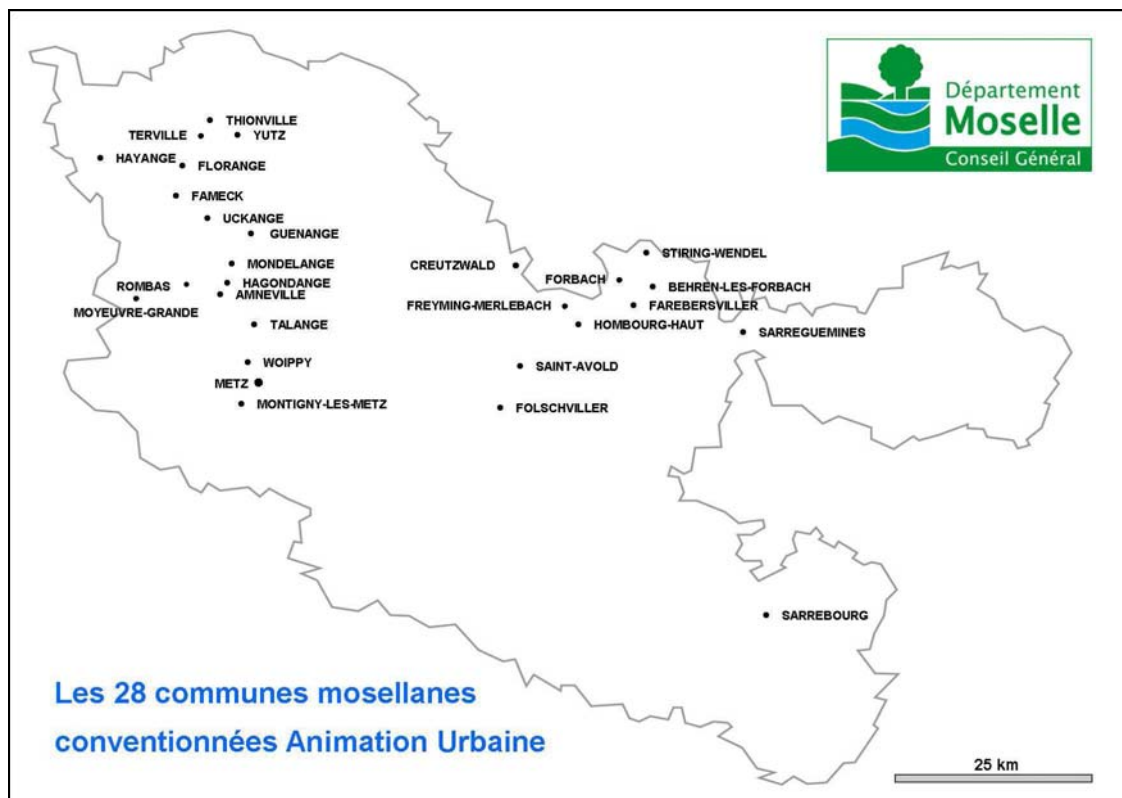 Département
Moselle
Conseil Général
THIONVILLE
TERVILLE
YUTZ
HAYANGE
FLORANGE
FAMECK
UCKANGE
GUENANGE
MONDELANGE
ROMBAS
HAGONDANGE
AMNEVILLE
MOYEUVRE-GRANDE
TALANGE
WOIPPY
METZ
MONTIGNY-LES-METZ
STIRING-WENDEL
CREUTZWALD
FORBACH
BEHREN-LES-FORBACH
FREYMING-MERLEBACH
FAREBERSVILLER
HOMBOURG-HAUT
SARREGUEMINES
SAINT-AVOLD
FOLSCHVILLER
SARREBOURG
Les 28 communes mosellanes
conventionnées Animation Urbaine
25 km